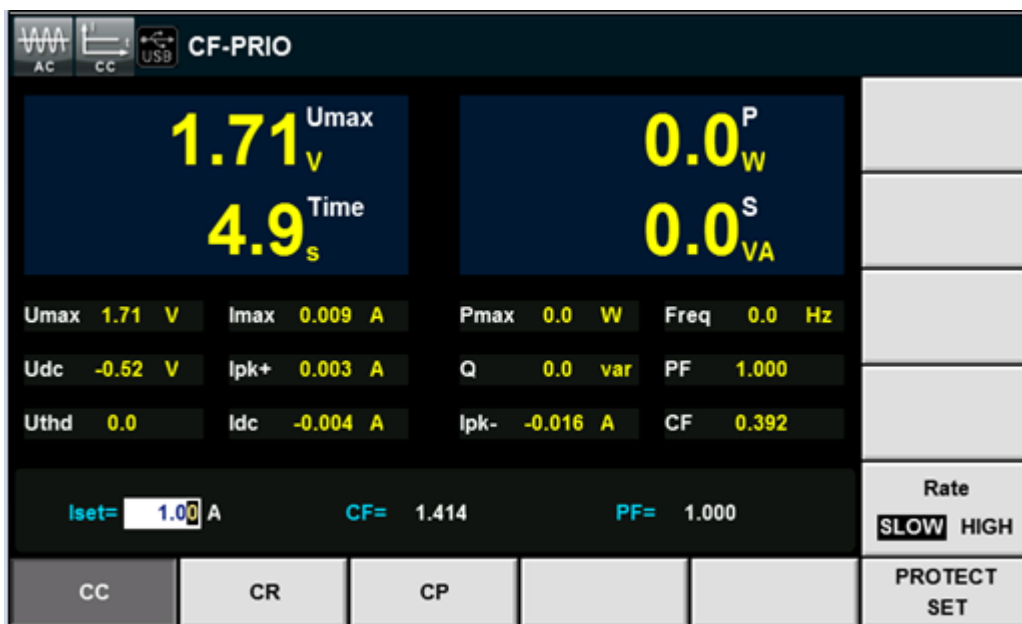 AC CC USB CF-PRIO
I t
1.71 V Umax
0.0 W P
4.9 s Time
0.0 VA S
Umax 1.71 V Imax 0.009 A Pmax 0.0 W Freq 0.0 Hz
Udc -0.52 V Ipk+ 0.003 A Q 0.0 var PF 1.000
Uthd 0.0 Idc -0.004 A Ipk- -0.016 A CF 0.392
Iset= 1.00 A CF= 1.414 PF= 1.000
Rate
SLOW HIGH
CC CR CP
PROTECT
SET